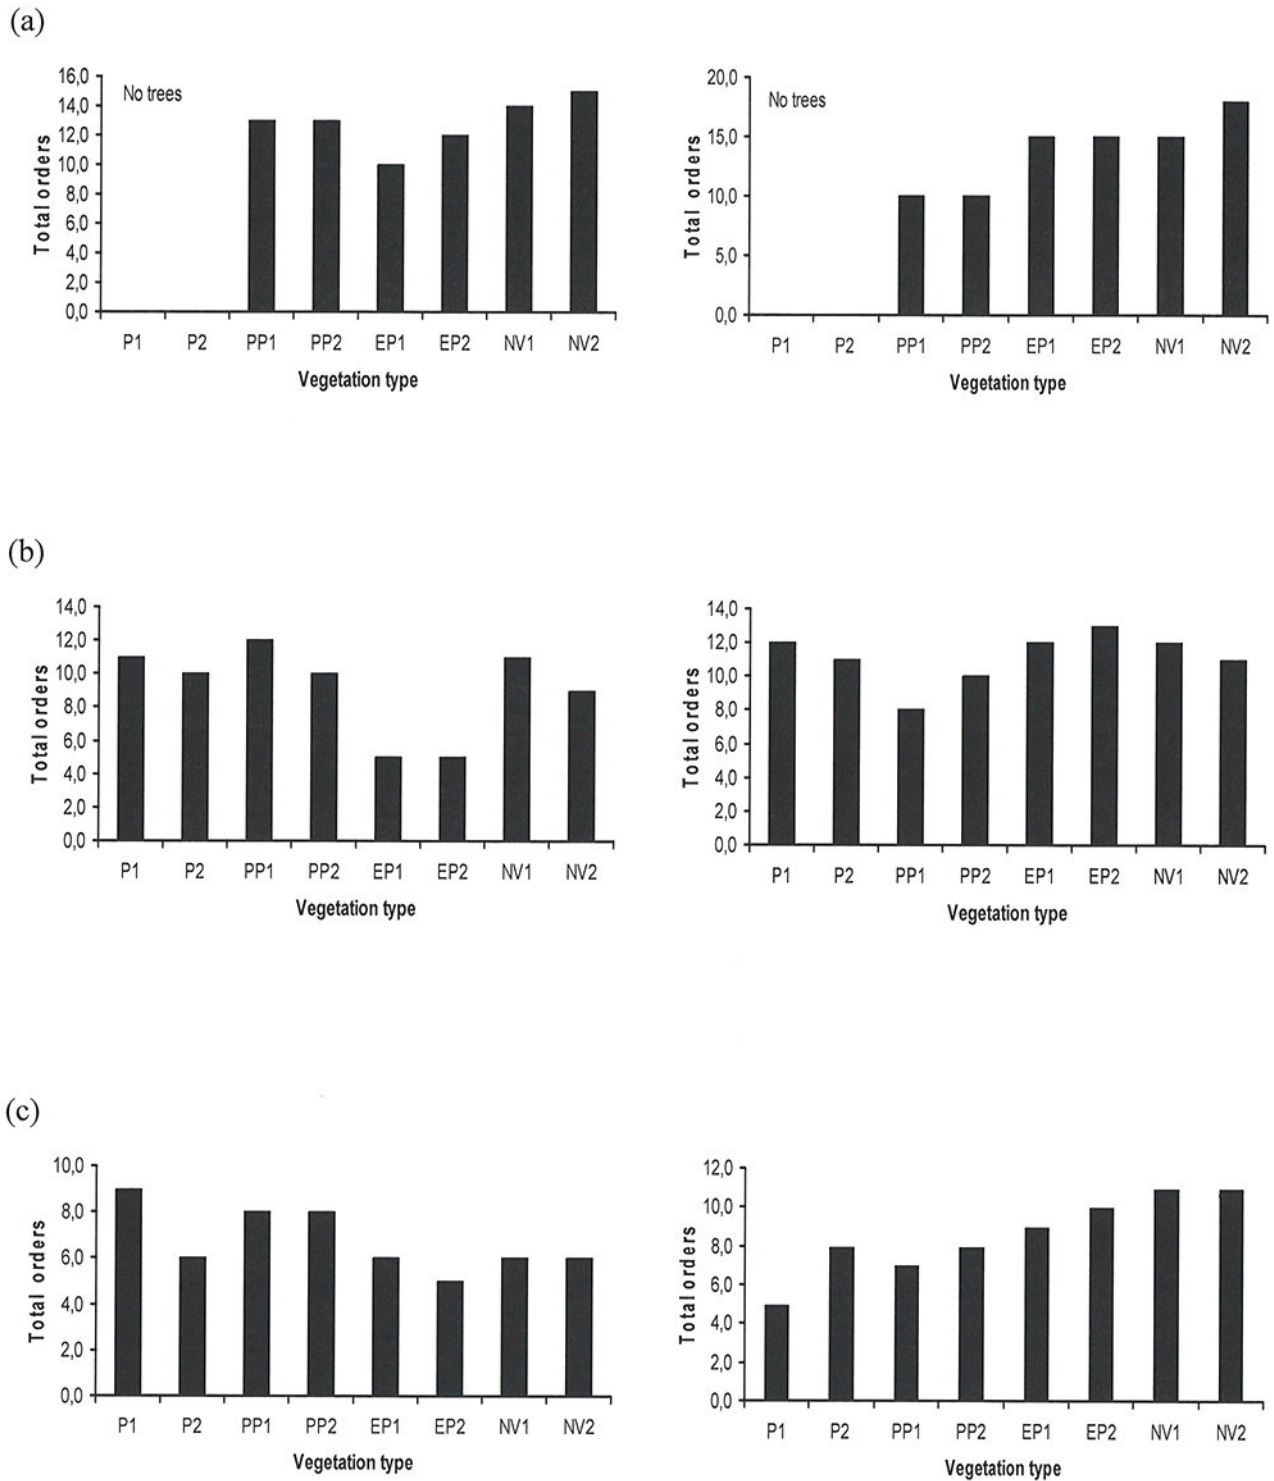 (a)
16,0
14,0
12,0
10,0
8,0
6,0
4,0
2,0
0,0
Total orders
No trees
P1 P2 PP1 PP2 EP1 EP2 NV1 NV2
Vegetation type
20,0
15,0
10,0
5,0
0,0
Total orders
No trees
P1 P2 PP1 PP2 EP1 EP2 NV1 NV2
Vegetation type
(b)
14,0
12,0
10,0
8,0
6,0
4,0
2,0
0,0
Total orders
P1 P2 PP1 PP2 EP1 EP2 NV1 NV2
Vegetation type
14,0
12,0
10,0
8,0
6,0
4,0
2,0
0,0
Total orders
P1 P2 PP1 PP2 EP1 EP2 NV1 NV2
Vegetation type
(c)
10,0
8,0
6,0
4,0
2,0
0,0
Total orders
P1 P2 PP1 PP2 EP1 EP2 NV1 NV2
Vegetation type
12,0
10,0
8,0
6,0
4,0
2,0
0,0
Total orders
P1 P2 PP1 PP2 EP1 EP2 NV1 NV2
Vegetation type